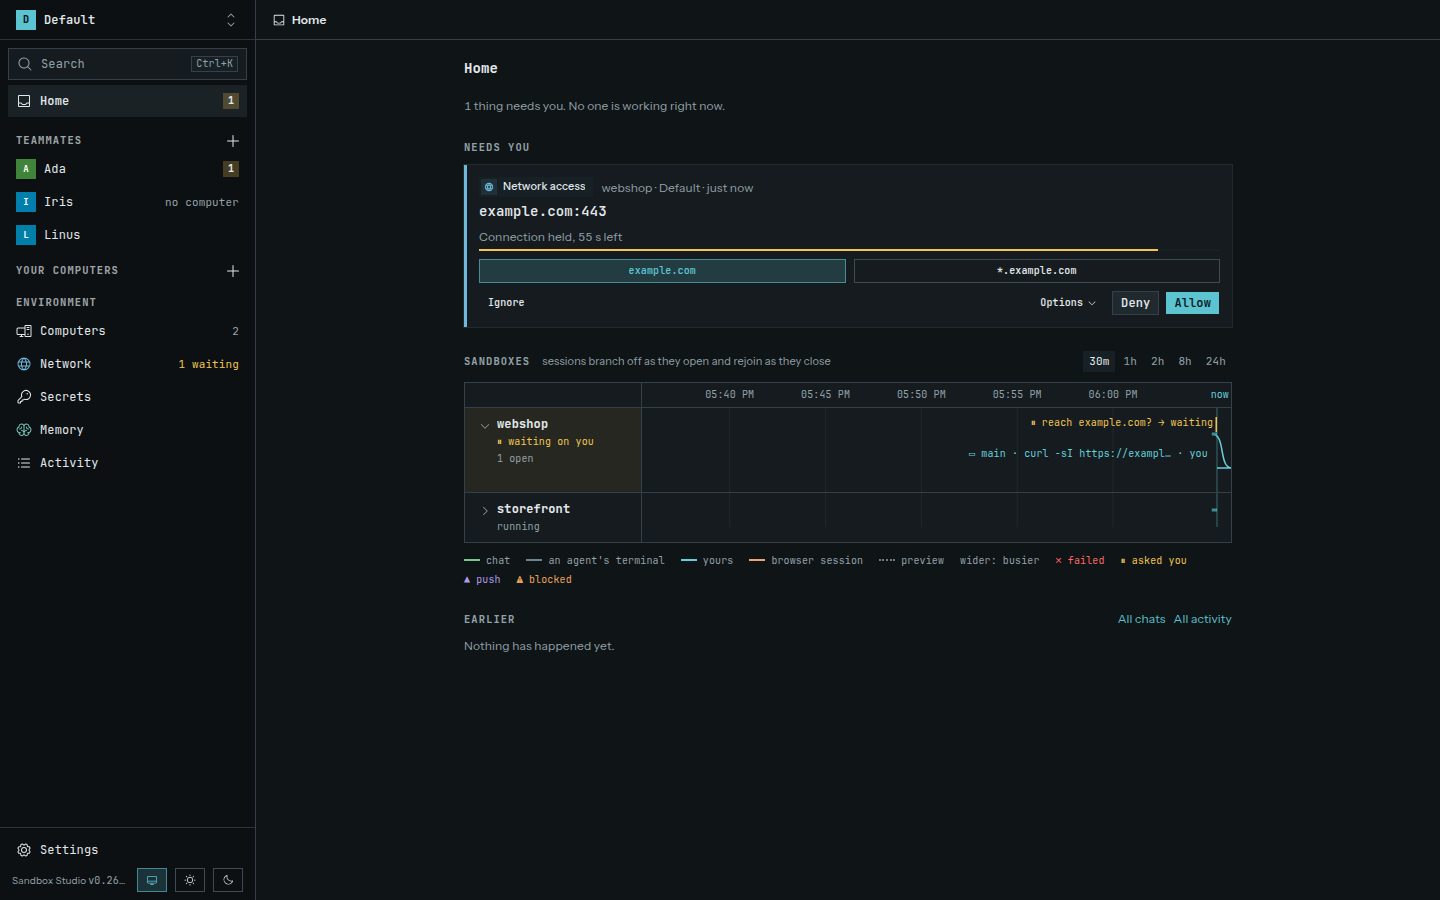 D Default
Search Ctrl+K
Home 1
TEAMMATES
A Ada 1
I Iris no computer
L Linus
YOUR COMPUTERS
ENVIRONMENT
Computers 2
Network 1 waiting
Secrets
Memory
Activity
Settings
Sandbox Studio v0.26…
Home
Home
1 thing needs you. No one is working right now.
NEEDS YOU
Network access webshop · Default · just now
example.com:443
Connection held, 55 s left
example.com *.example.com
Ignore Options Deny Allow
SANDBOXES sessions branch off as they open and rejoin as they close 30m 1h 2h 8h 24h
05:40 PM 05:45 PM 05:50 PM 05:55 PM 06:00 PM now
webshop
waiting on you
1 open
reach example.com? → waiting
main · curl -sI https://exampl… · you
storefront
running
chat an agent's terminal yours browser session preview wider: busier × failed asked you
▲ push blocked
EARLIER All chats All activity
Nothing has happened yet.